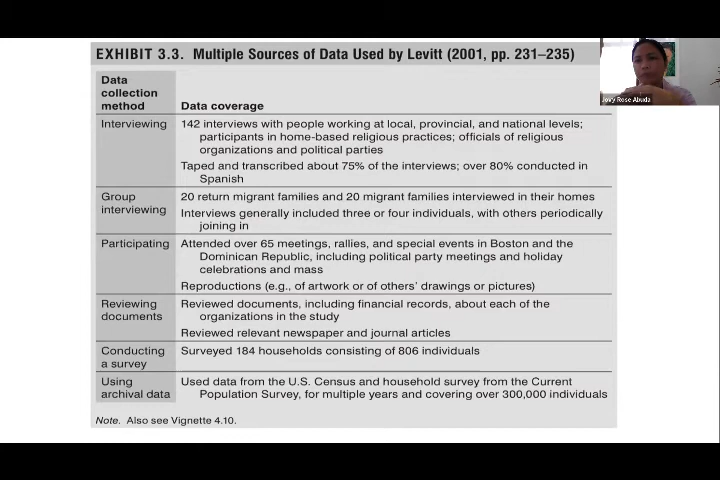 EXHIBIT 3.3. Multiple Sources of Data Used by Levitt (2001, pp. 231–235)
Data
collection
method
Data coverage
Interviewing
142 interviews with people working at local, provincial, and national levels;
participants in home-based religious practices; officials of religious
organizations and political parties
Taped and transcribed about 75% of the interviews; over 80% conducted in
Spanish
Group
interviewing
20 return migrant families and 20 migrant families interviewed in their homes
Interviews generally included three or four individuals, with others periodically
joining in
Participating
Attended over 65 meetings, rallies, and special events in Boston and the
Dominican Republic, including political party meetings and holiday
celebrations and mass
Reproductions (e.g., of artwork or of others' drawings or pictures)
Reviewing
documents
Reviewed documents, including financial records, about each of the
organizations in the study
Reviewed relevant newspaper and journal articles
Conducting
a survey
Surveyed 184 households consisting of 806 individuals
Using
archival data
Used data from the U.S. Census and household survey from the Current
Population Survey, for multiple years and covering over 300,000 individuals
Note. Also see Vignette 4.10.
Jovy Rose Abuda